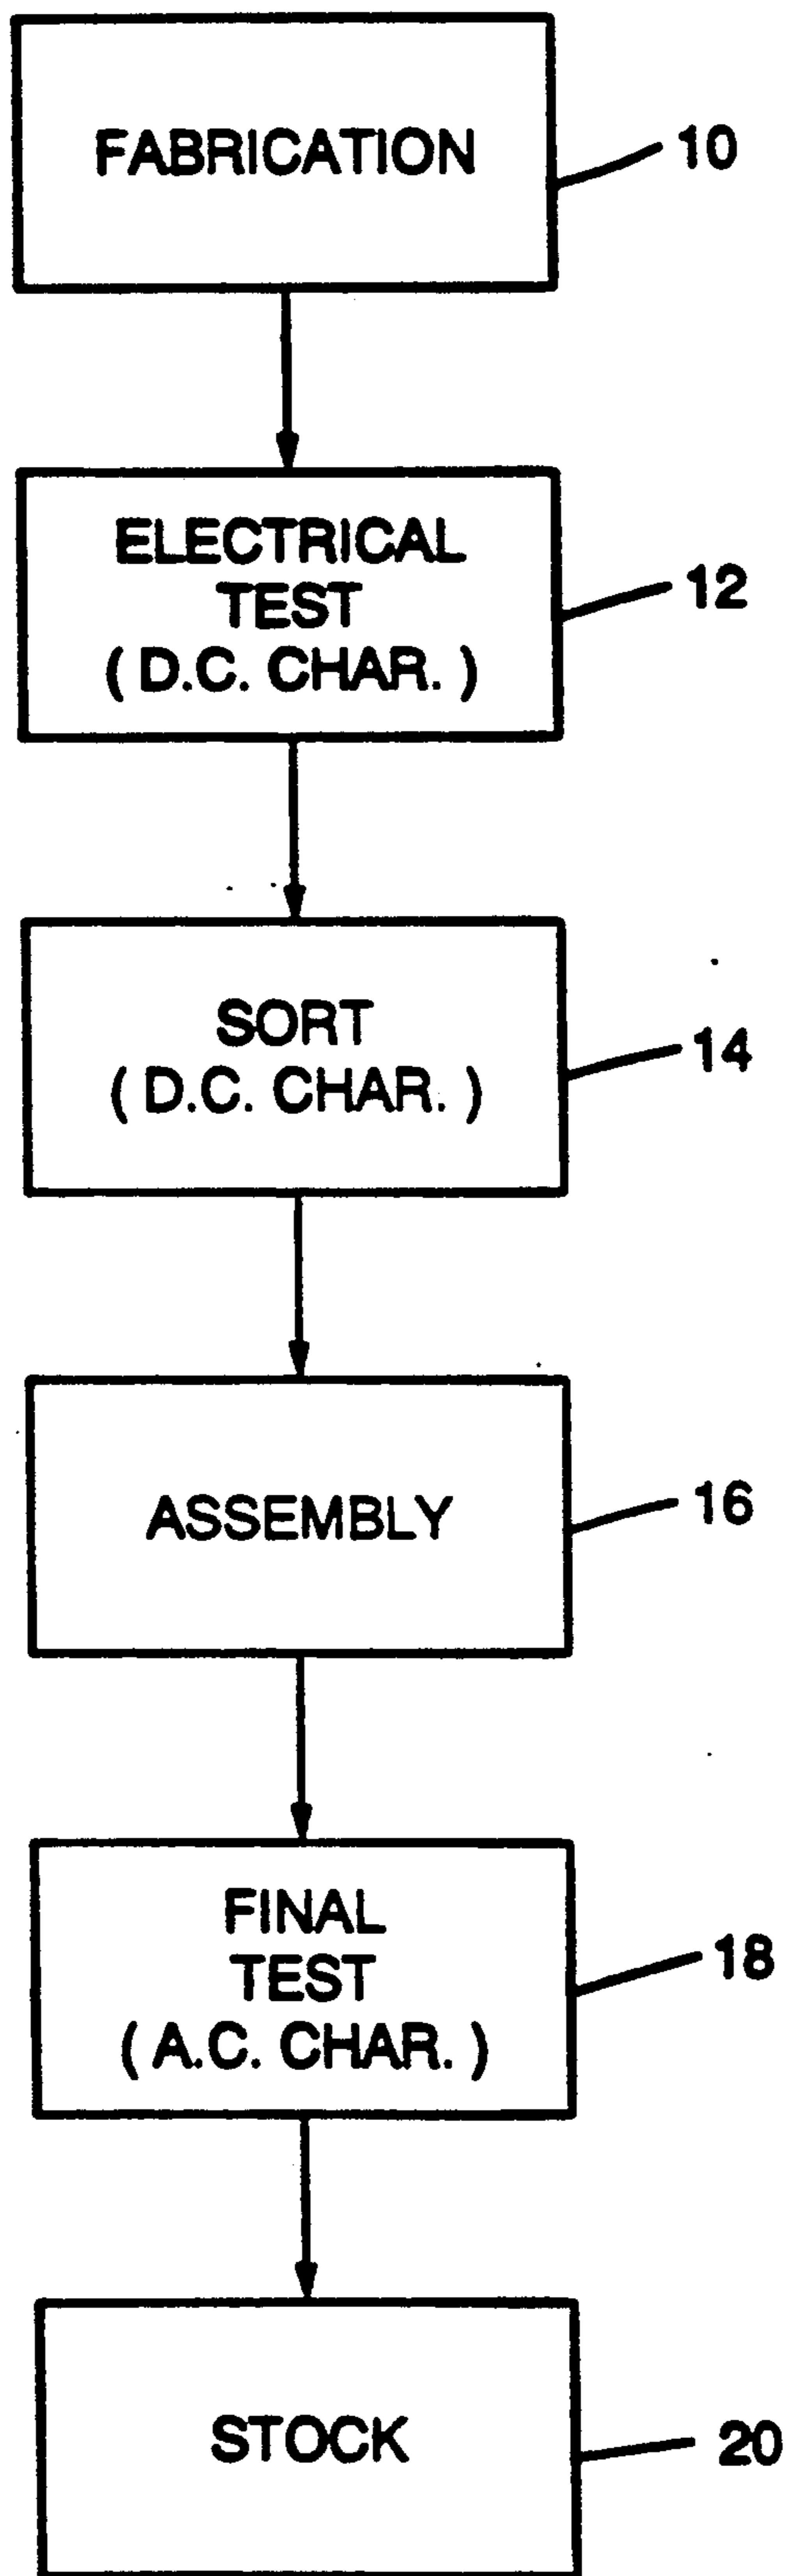 FABRICATION
10
ELECTRICAL
TEST
( D.C. CHAR. )
12
SORT
( D.C. CHAR. )
14
ASSEMBLY
16
FINAL
TEST
( A.C. CHAR. )
18
STOCK
20